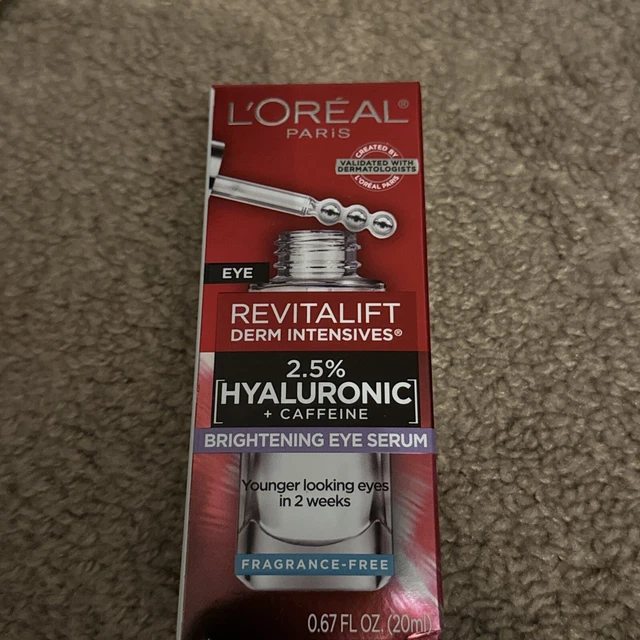 L'ORÉAL®
PARIS
CREATED BY
VALIDATED WITH
DERMATOLOGISTS
L'ORÉAL PARIS
EYE
REVITALIFT
DERM INTENSIVES®
2.5%
[HYALURONIC]
+ CAFFEINE
BRIGHTENING EYE SERUM
Younger looking eyes
in 2 weeks
FRAGRANCE-FREE
0.67 FL OZ. (20ml)